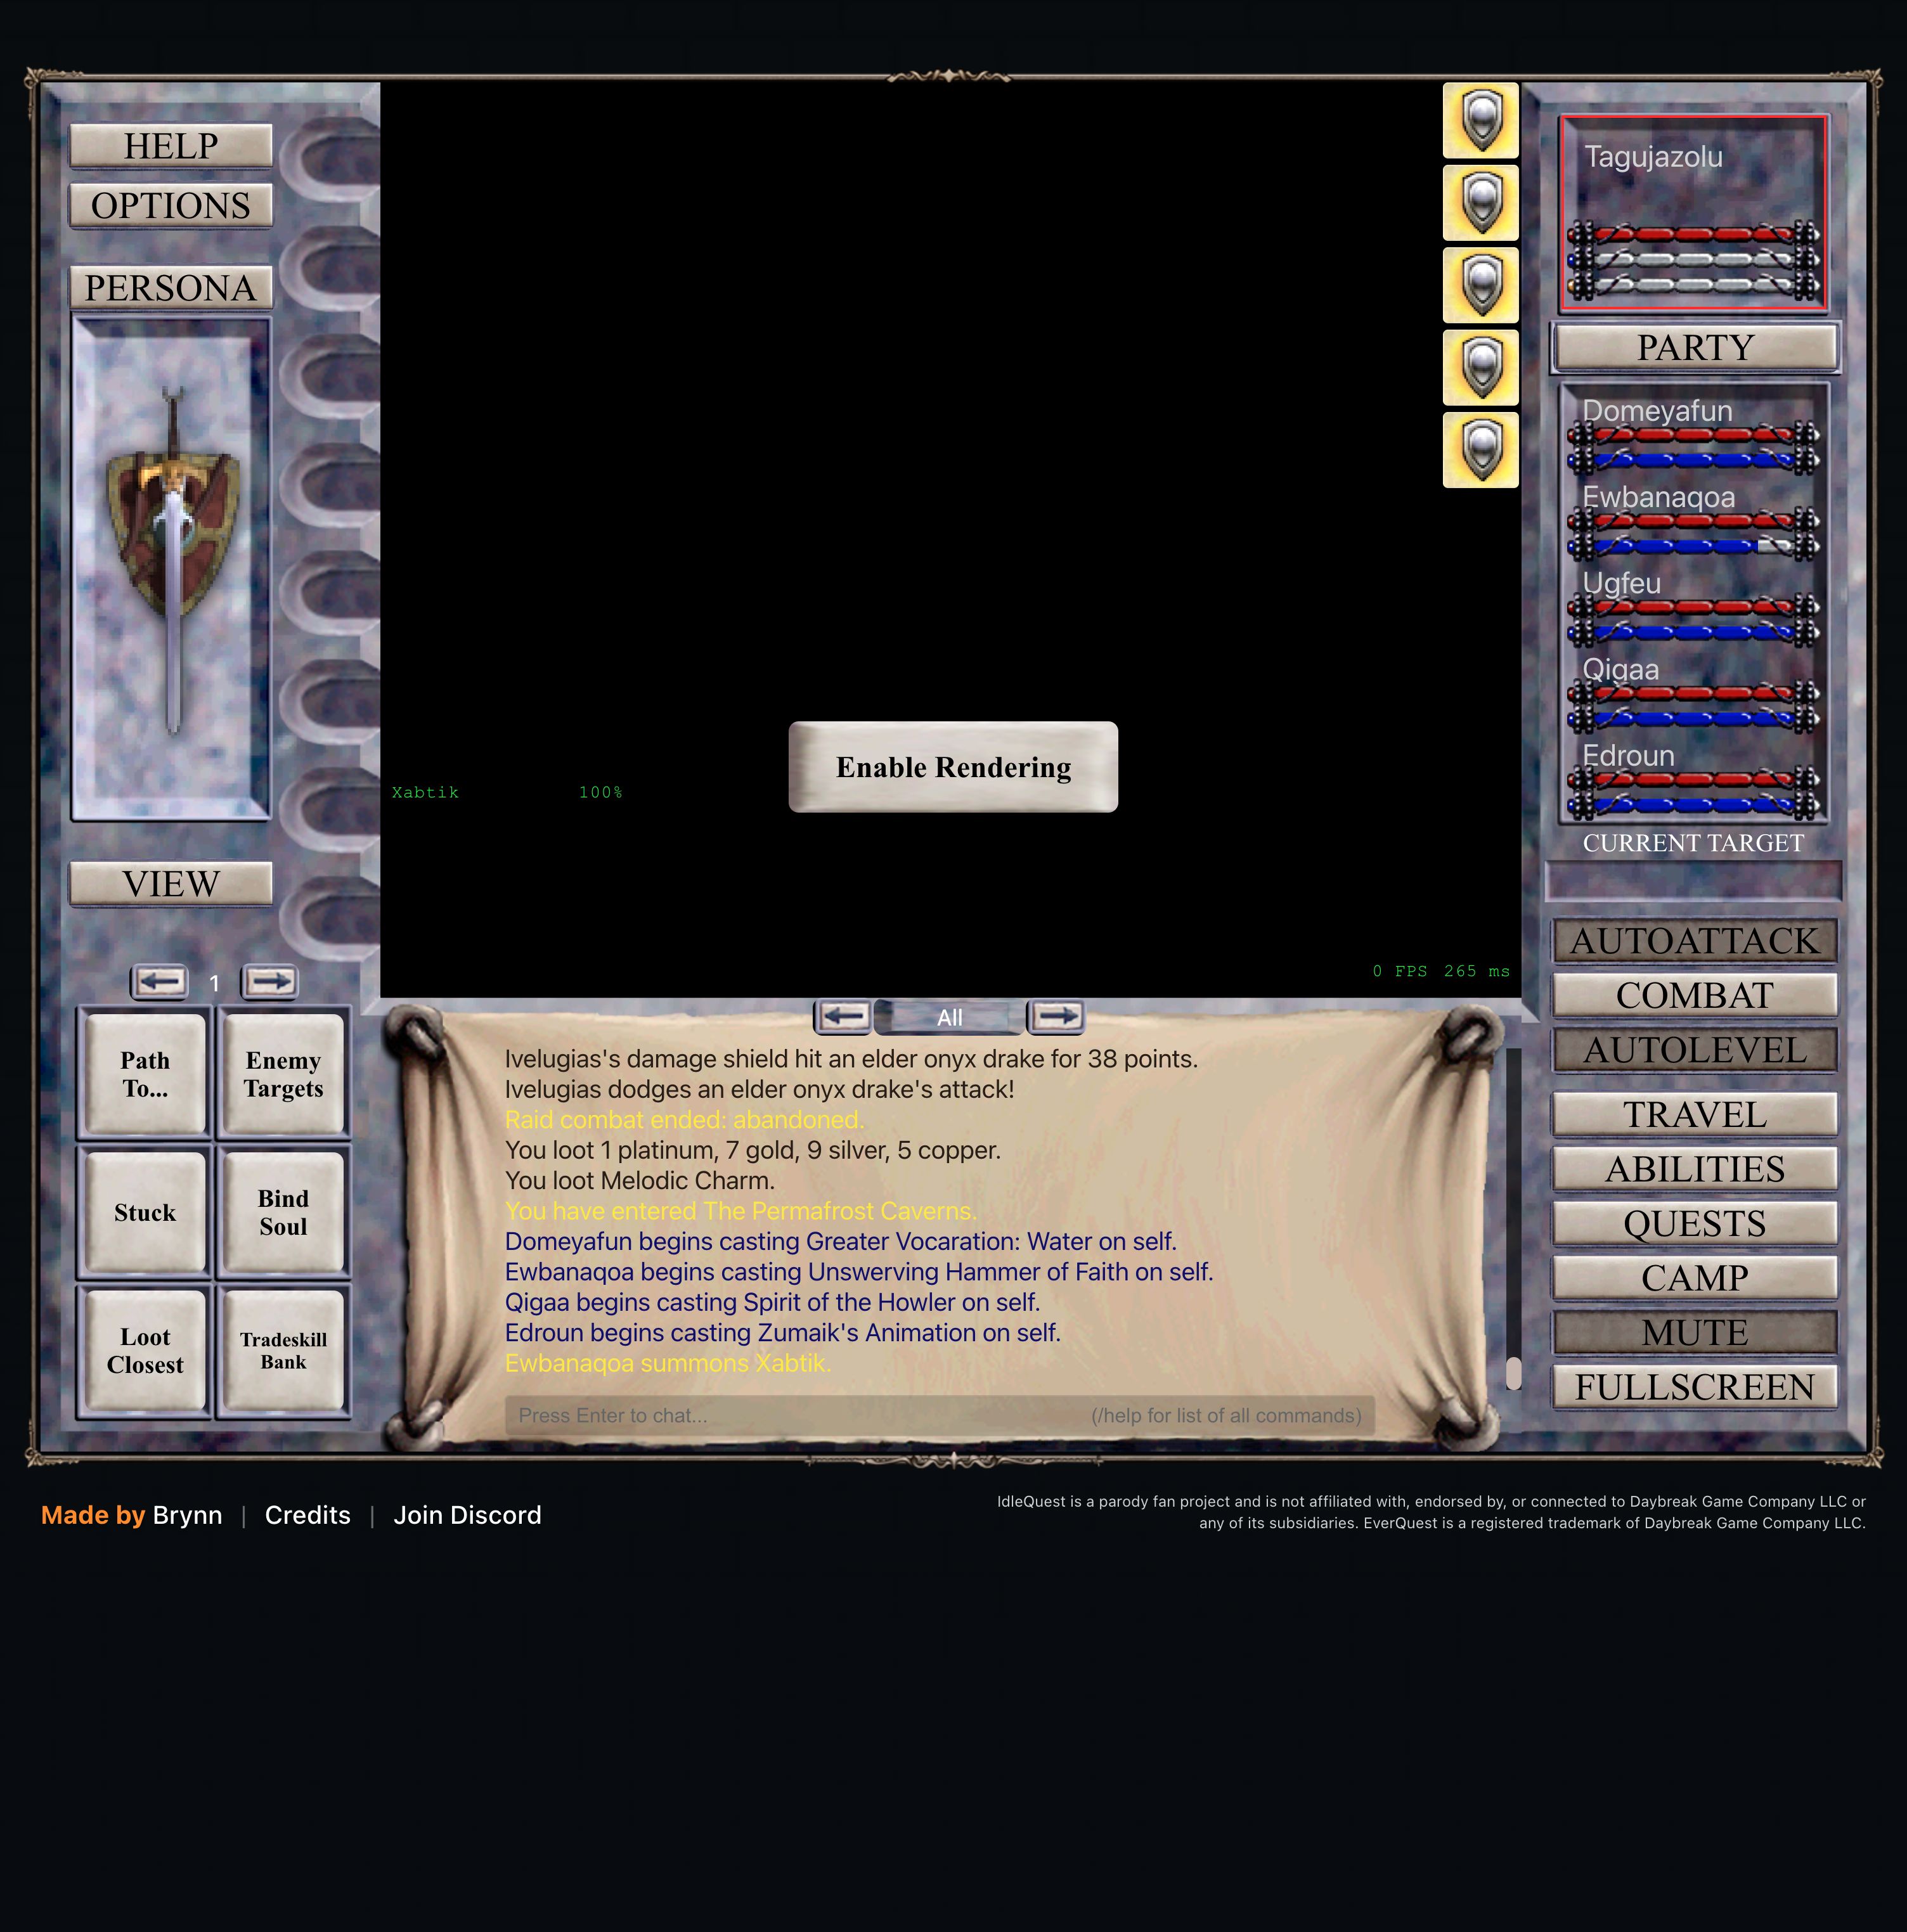 HELP
OPTIONS
PERSONA
VIEW
1
Path
To...
Enemy
Targets
Stuck
Bind
Soul
Loot
Closest
Tradeskill
Bank
Enable Rendering
Xabtik 100%
0 FPS 265 ms
All
Ivelugias's damage shield hit an elder onyx drake for 38 points.
Ivelugias dodges an elder onyx drake's attack!
Raid combat ended: abandoned.
You loot 1 platinum, 7 gold, 9 silver, 5 copper.
You loot Melodic Charm.
You have entered The Permafrost Caverns.
Domeyafun begins casting Greater Vocaration: Water on self.
Ewbanaqoa begins casting Unswerving Hammer of Faith on self.
Qigaa begins casting Spirit of the Howler on self.
Edroun begins casting Zumaik's Animation on self.
Ewbanaqoa summons Xabtik.
Press Enter to chat... (/help for list of all commands)
Tagujazolu
PARTY
Domeyafun
Ewbanaqoa
Ugfeu
Qigaa
Edroun
CURRENT TARGET
AUTOATTACK
COMBAT
AUTOLEVEL
TRAVEL
ABILITIES
QUESTS
CAMP
MUTE
FULLSCREEN
Made by Brynn | Credits | Join Discord
IdleQuest is a parody fan project and is not affiliated with, endorsed by, or connected to Daybreak Game Company LLC or
any of its subsidiaries. EverQuest is a registered trademark of Daybreak Game Company LLC.